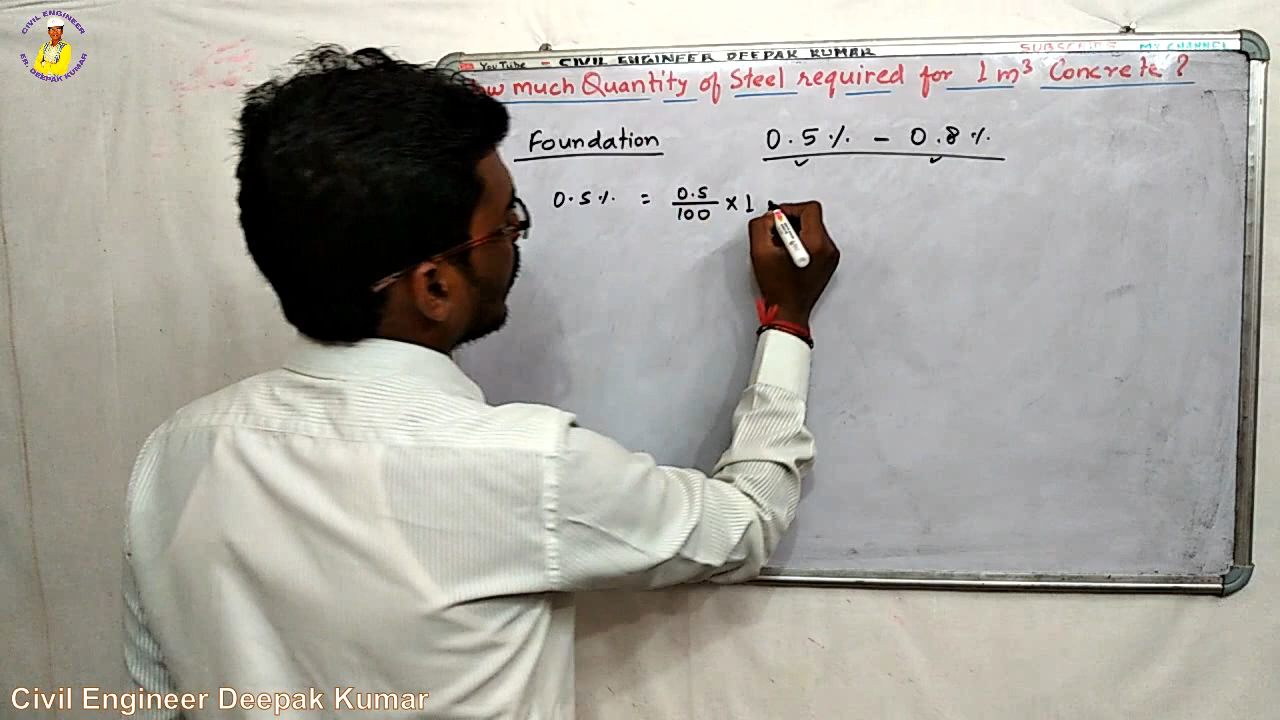 CIVIL ENGINEER
ER. DEEPAK KUMAR
YouTube - CIVIL ENGINEER DEEPAK KUMAR SUBSCRIBE MY CHANNEL
much Quantity of Steel required for 1 m³ Concrete ?
Foundation 0.5 % - 0.8 %
0.5 % = 0.5/100 × 1
Civil Engineer Deepak Kumar